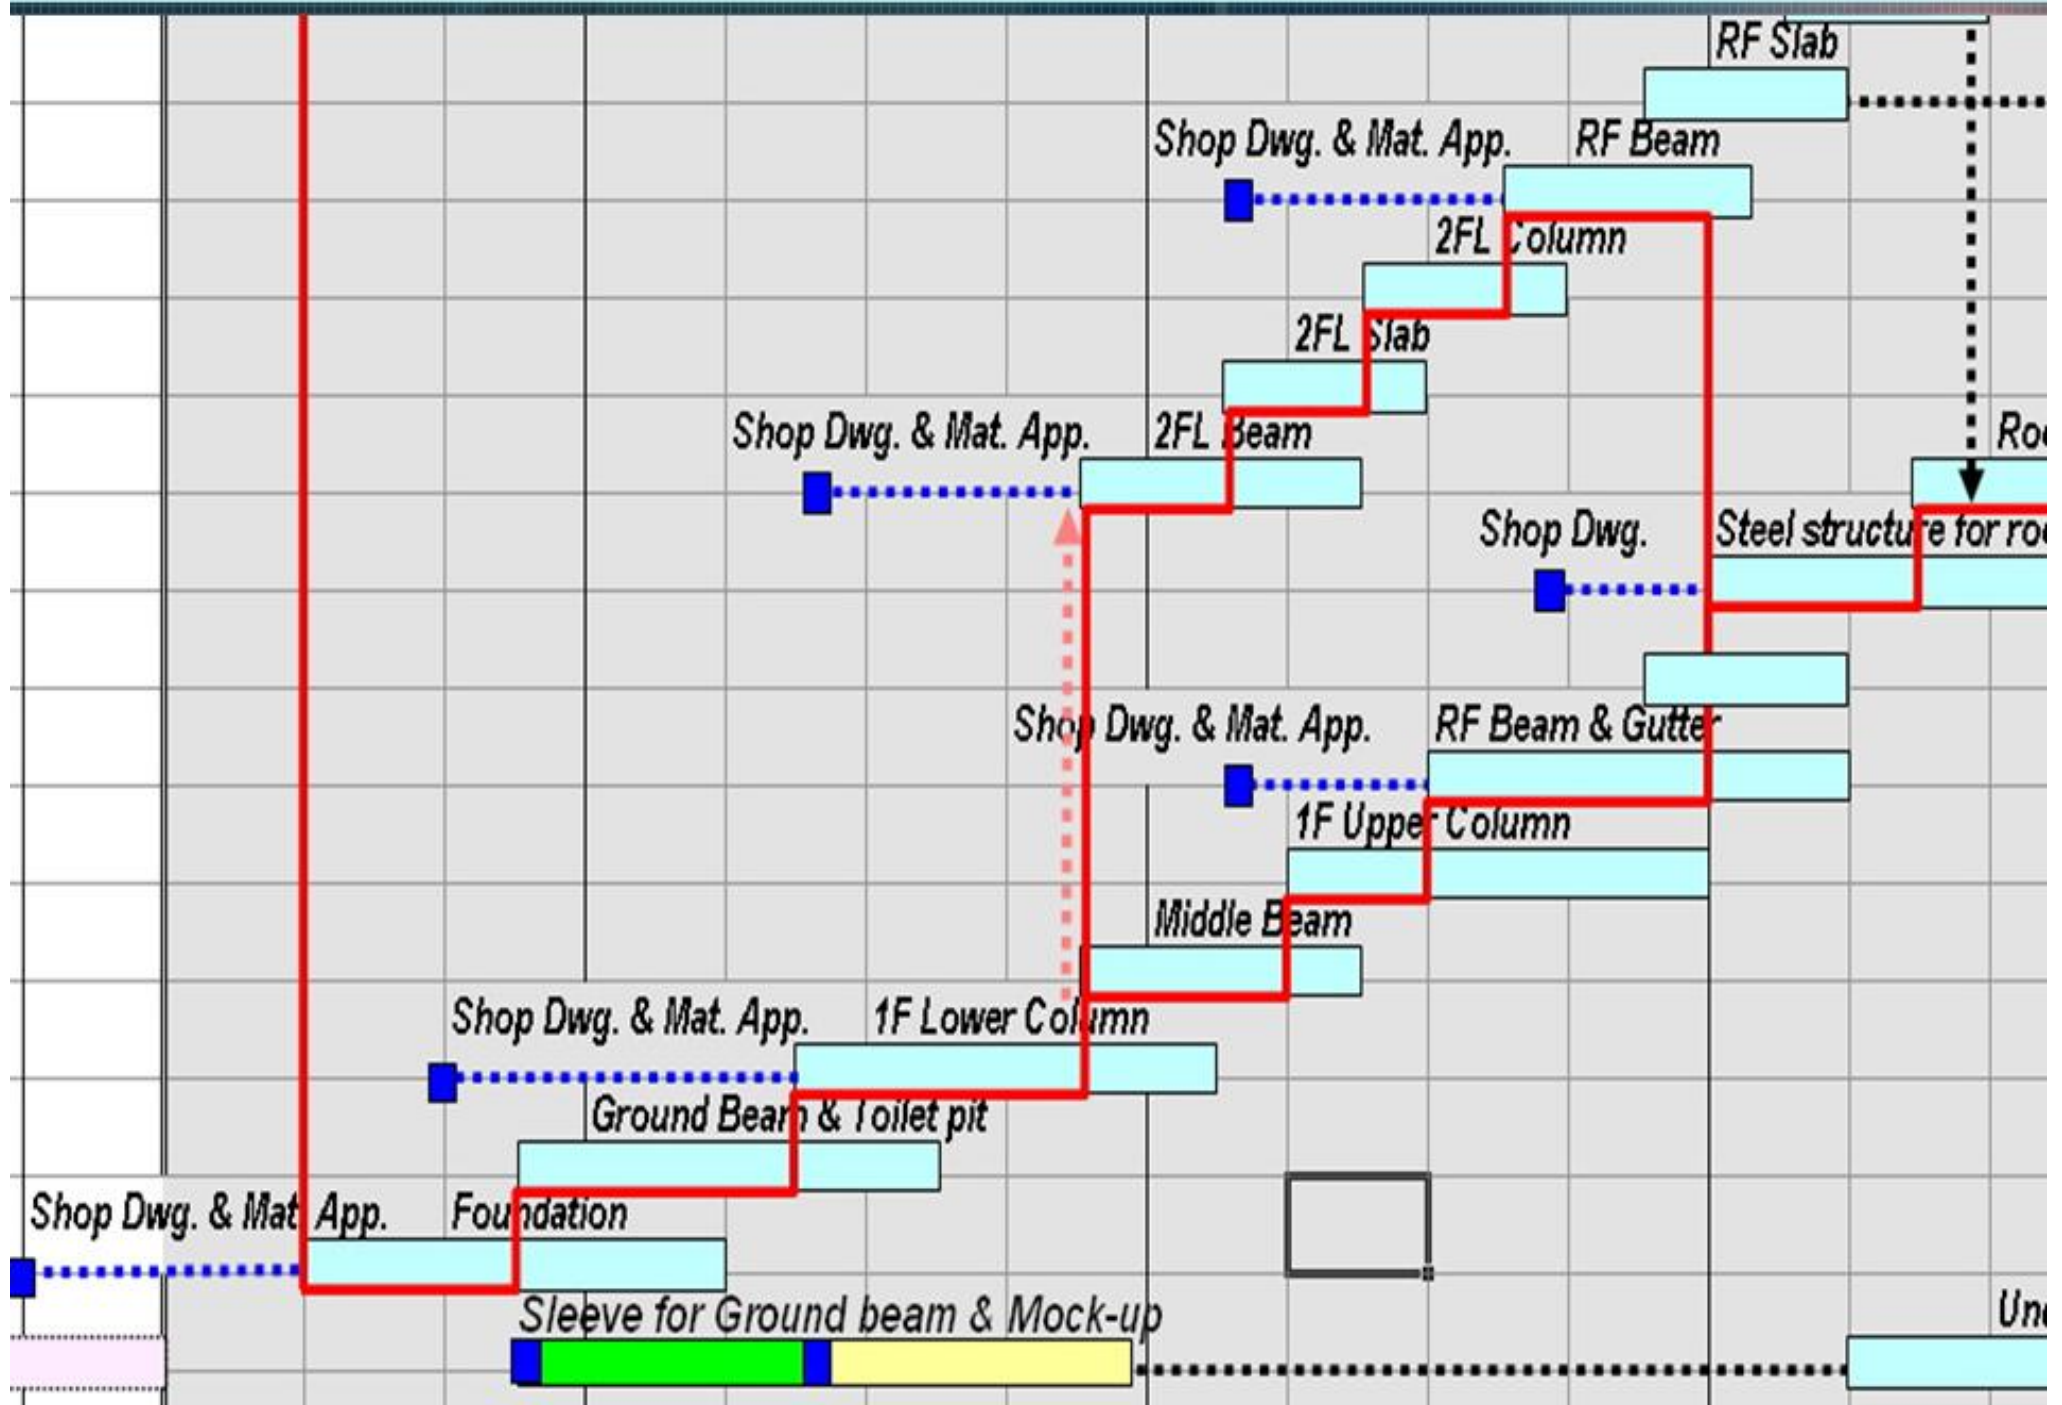 RF Slab
Shop Dwg. & Mat. App.
RF Beam
2FL Column
2FL Slab
Shop Dwg. & Mat. App.
2FL Beam
Shop Dwg.
Steel structure for
Shop Dwg. & Mat. App.
RF Beam & Gutter
1F Upper Column
Middle Beam
Shop Dwg. & Mat. App.
1F Lower Column
Ground Beam & Toilet pit
Shop Dwg. & Mat. App.
Foundation
Sleeve for Ground beam & Mock-up